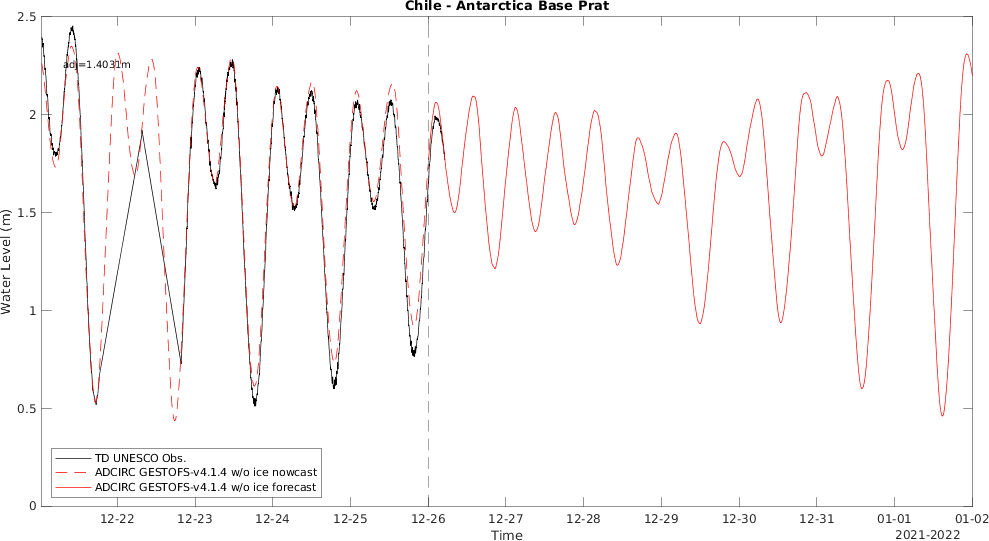 Chile - Antarctica Base Prat
adj=1.4031m
2.5
2
1.5
1
0.5
0
Water Level (m)
TD UNESCO Obs.
ADCIRC GESTOFS-v4.1.4 w/o ice nowcast
ADCIRC GESTOFS-v4.1.4 w/o ice forecast
12-22 12-23 12-24 12-25 12-26 12-27 12-28 12-29 12-30 12-31 01-01 01-02
Time
2021-2022